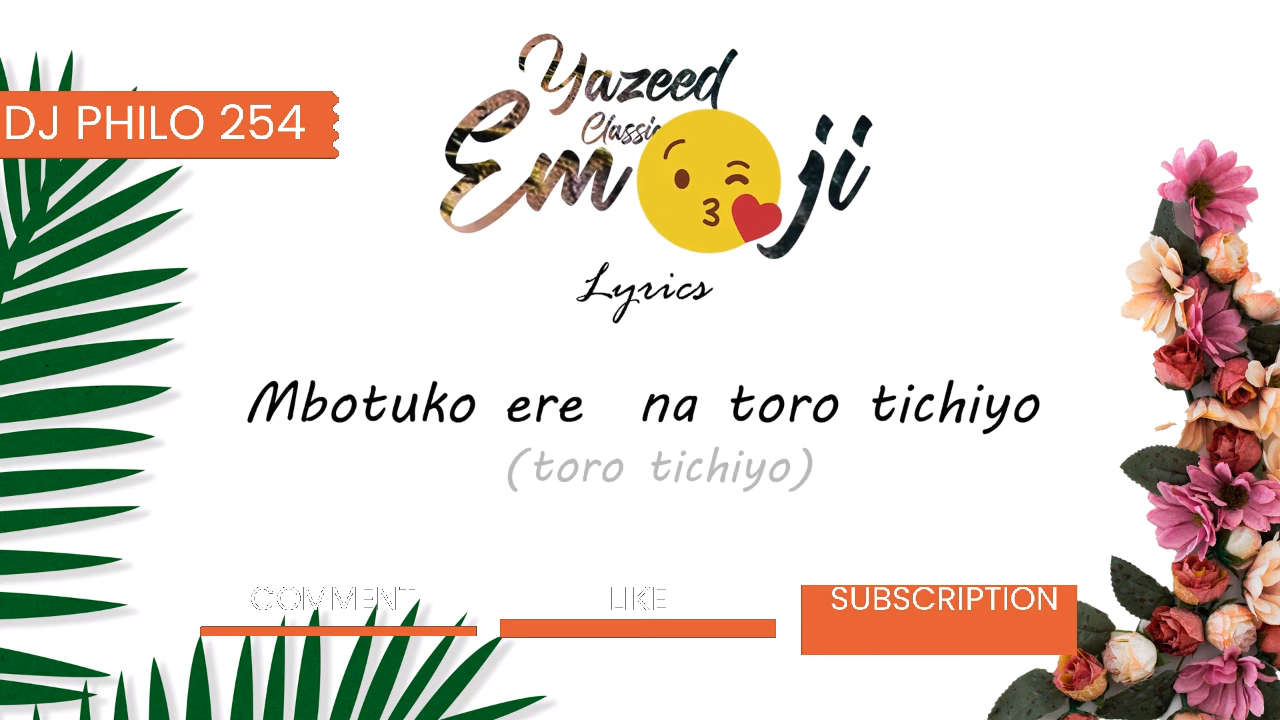 DJ PHILO 254
Yazeed
Classic
Emoji
Lyrics
Mbotuko ere na toro tichiyo
(toro tichiyo)
COMMENT
LIKE
SUBSCRIPTION